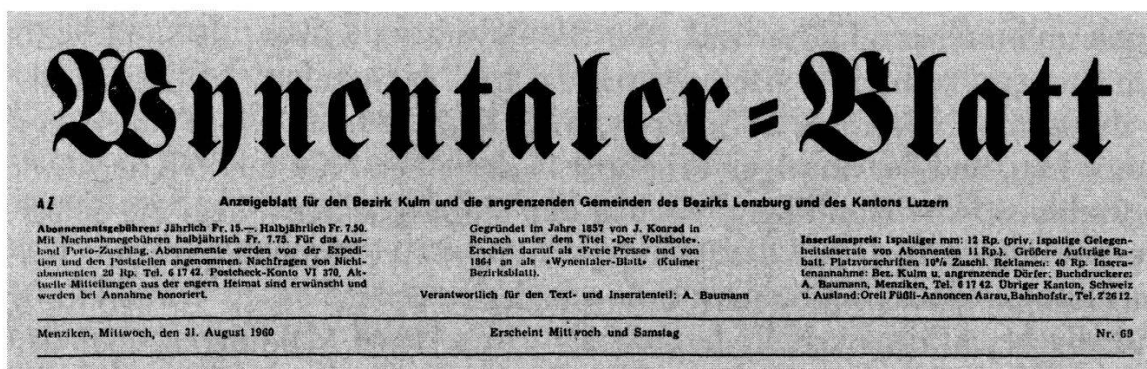 Wynentaler=Blatt
AZ
Anzeigeblatt für den Bezirk Kulm und die angrenzenden Gemeinden des Bezirks Lenzburg und des Kantons Luzern
Abonnementsgebühren: Jährlich Fr. 15.—. Halbjährlich Fr. 7.50.
Mit Nachnahmegebühren halbjährlich Fr. 7.75. Für das Aus-
land Porto-Zuschlag. Abonnemente werden von der Expedi-
tion und den Poststellen angenommen. Nachfragen von Nicht-
abonnenten 20 Rp. Tel. 6 17 42. Postcheck-Konto VI 370. Ak-
tuelle Mitteilungen aus der engern Heimat sind erwünscht und
werden bei Annahme honoriert.
Gegründet im Jahre 1857 von J. Konrad in
Reinach unter dem Titel «Der Volksbote».
Erschien darauf als «Freie Presse» und von
1864 an als «Wynentaler-Blatt» (Kulmer
Bezirksblatt).
Verantwortlich für den Text- und Inseratenteil: A. Baumann
Insertionspreis: 1spaltiger mm: 12 Rp. (priv. 1spaltige Gelegen-
heitsinserate von Abonnenten 11 Rp.). Größere Aufträge Ra-
batt. Platzvorschriften 10% Zuschl. Reklamen: 40 Rp. Insera-
tenannahme: Bez. Kulm u. angrenzende Dörfer: Buchdruckerei
A. Baumann, Menziken, Tel. 6 17 42. Übriger Kanton, Schweiz
u. Ausland: Orell Füßli-Annoncen Aarau, Bahnhofstr., Tel. 2 26 12.
Menziken, Mittwoch, den 31. August 1960
Erscheint Mittwoch und Samstag
Nr. 69